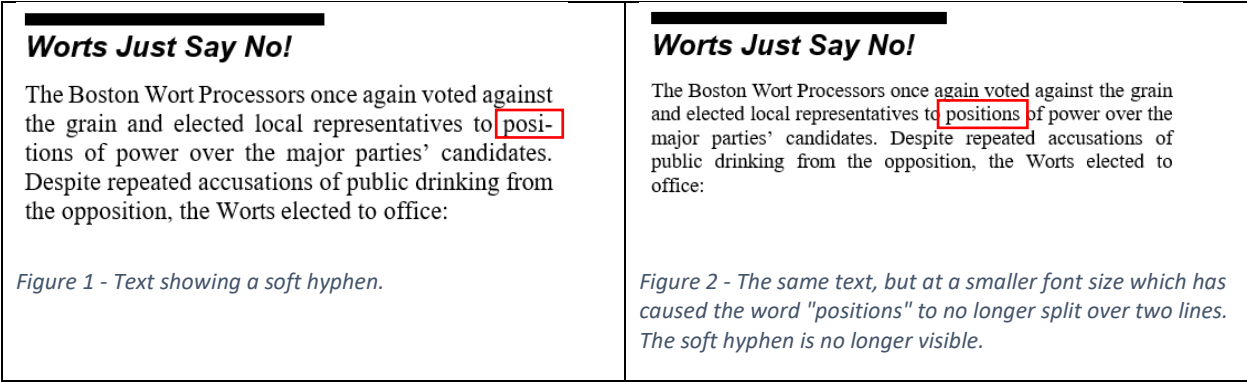 Worts Just Say No!
The Boston Wort Processors once again voted against
the grain and elected local representatives to posi-
tions of power over the major parties’ candidates.
Despite repeated accusations of public drinking from
the opposition, the Worts elected to office:
Figure 1 - Text showing a soft hyphen.
Worts Just Say No!
The Boston Wort Processors once again voted against the grain
and elected local representatives to positions of power over the
major parties’ candidates. Despite repeated accusations of
public drinking from the opposition, the Worts elected to
office:
Figure 2 - The same text, but at a smaller font size which has
caused the word "positions" to no longer split over two lines.
The soft hyphen is no longer visible.